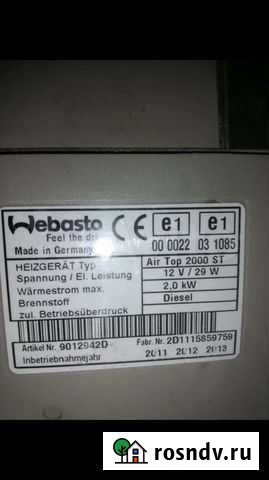 Webasto CE e1 e1
Feel the dri
Made in Germany 00 0022 03 1085
HEIZGERÄT Typ Air Top 2000 ST
Spannung / El. Leistung 12 V / 29 W
Wärmestrom max. 2,0 kW
Brennstoff Diesel
zul. Betriebsüberdruck
Artikel Nr. 9012942D Fabr. Nr. 2D1115859759
Inbetriebnahmejahr 2011 2012 2013
rosndv.ru